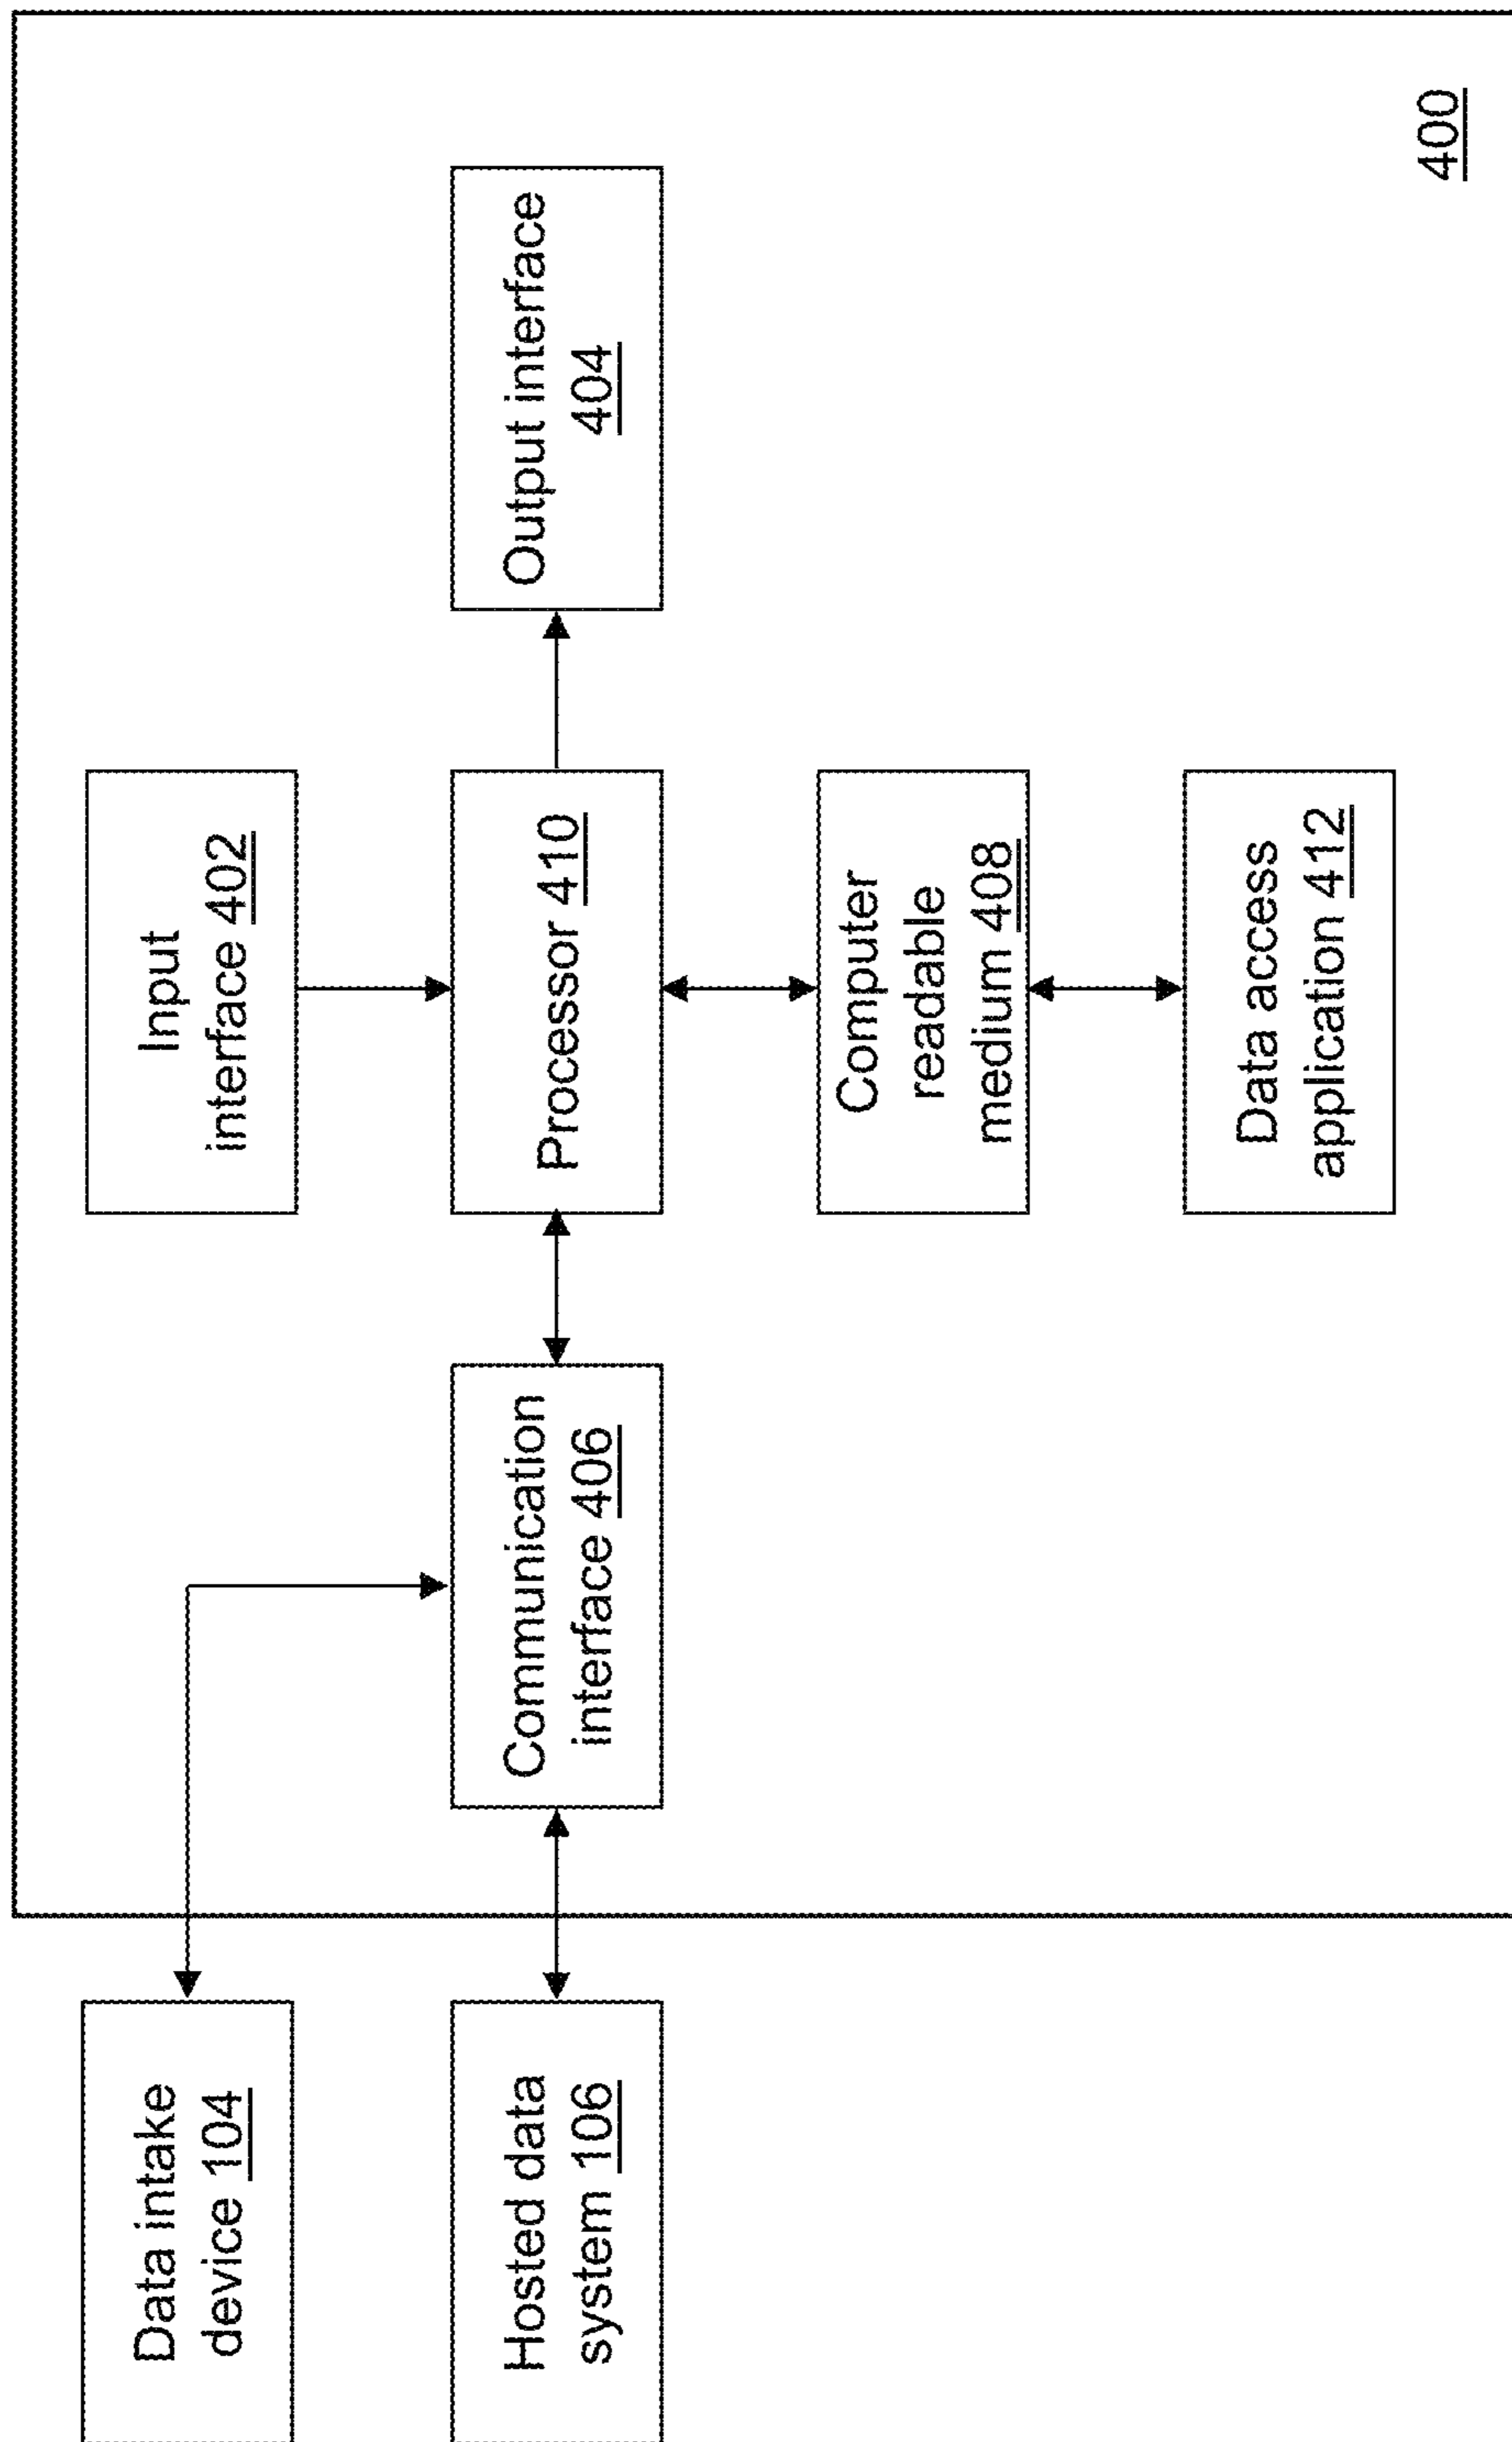 Data intake
device 104
Hosted data
system 106
Communication
interface 406
Input
interface 402
Processor 410
Computer
readable
medium 408
Data access
application 412
Output interface
404
400